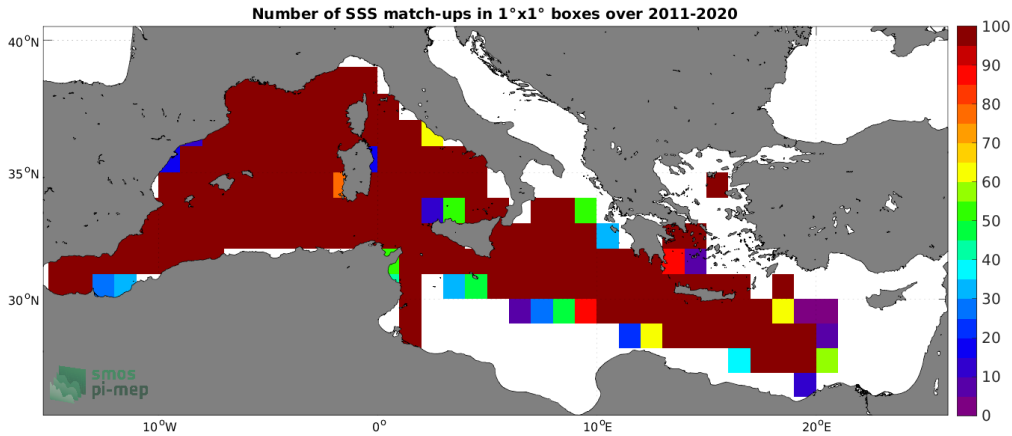 Number of SSS match-ups in 1°x1° boxes over 2011-2020
40°N
35°N
30°N
10°W
0°
10°E
20°E
100
90
80
70
60
50
40
30
20
10
0
smos
pi-mep